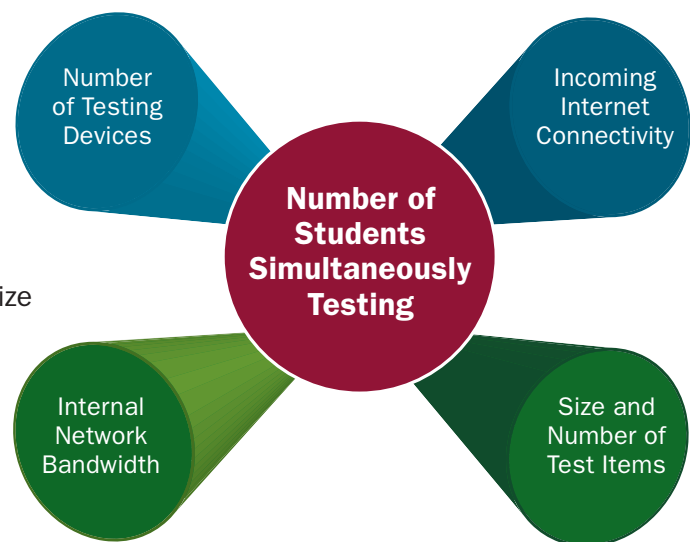 Number
of Testing
Devices
Incoming
Internet
Connectivity
Number of
Students
Simultaneously
Testing
ize
Internal
Network
Bandwidth
Size and
Number of
Test Items